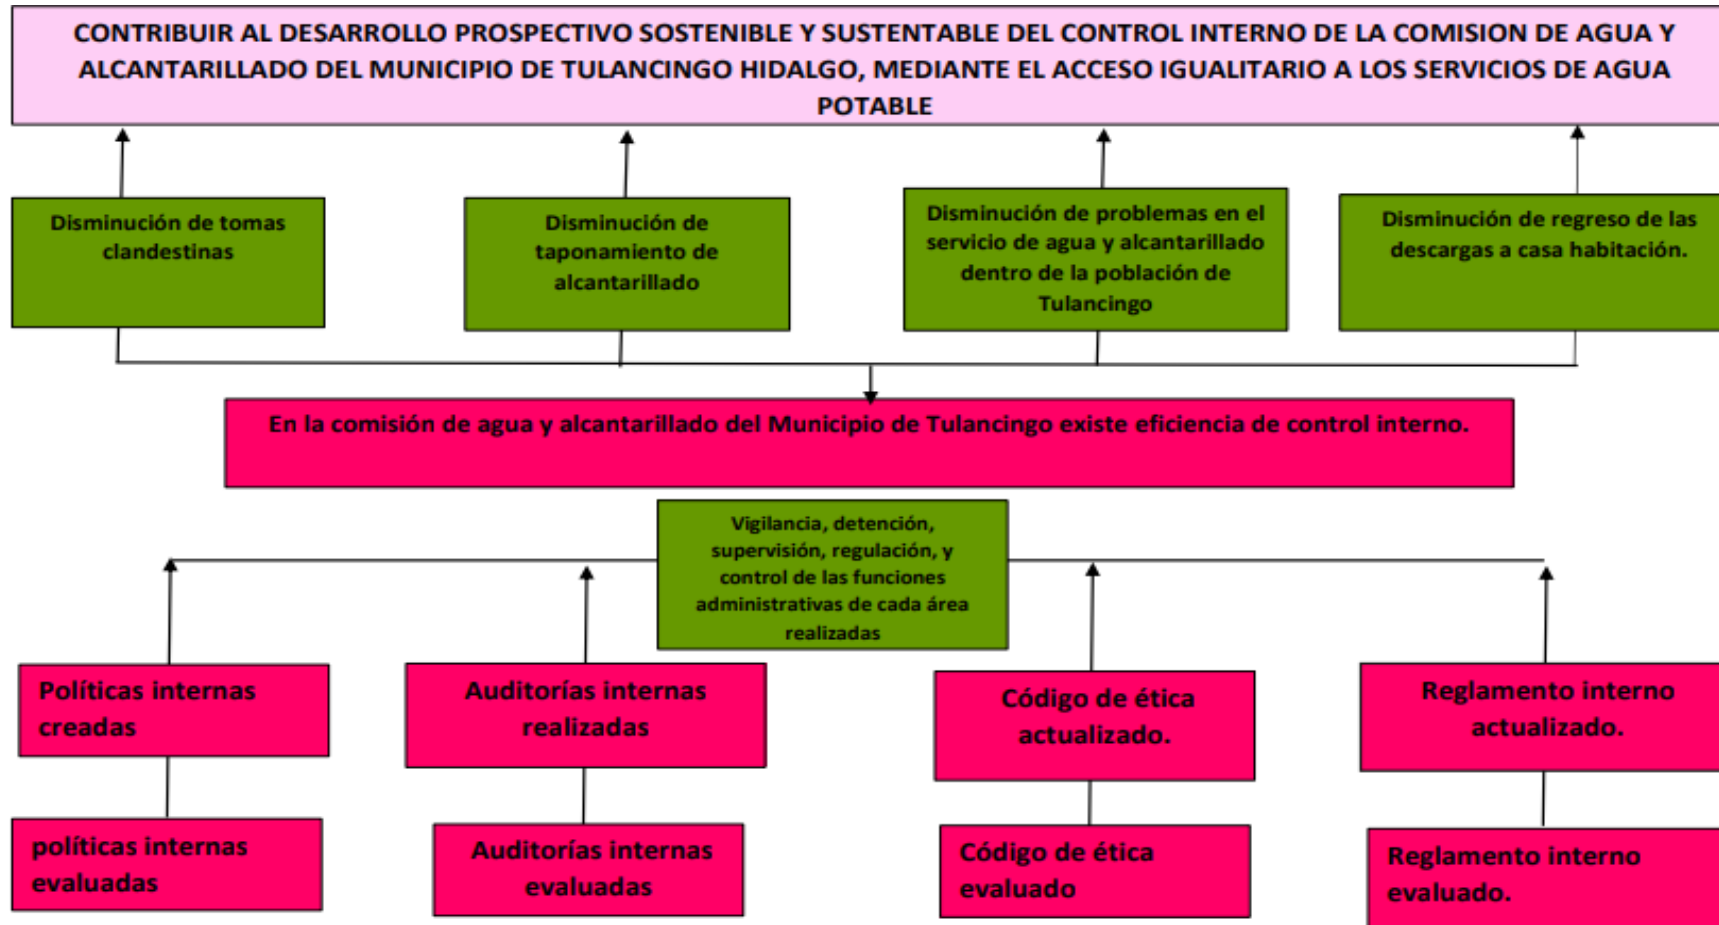 CONTRIBUIR AL DESARROLLO PROSPECTIVO SOSTENIBLE Y SUSTENTABLE DEL CONTROL INTERNO DE LA COMISION DE AGUA Y
ALCANTARILLADO DEL MUNICIPIO DE TULANCINGO HIDALGO, MEDIANTE EL ACCESO IGUALITARIO A LOS SERVICIOS DE AGUA
POTABLE
Disminución de tomas
clandestinas
Disminución de
taponamiento de
alcantarillado
Disminución de problemas en el
servicio de agua y alcantarillado
dentro de la población de
Tulancingo
Disminución de regreso de las
descargas a casa habitación.
En la comisión de agua y alcantarillado del Municipio de Tulancingo existe eficiencia de control interno.
Vigilancia, detención,
supervisión, regulación, y
control de las funciones
administrativas de cada área
realizadas
Políticas internas
creadas
Auditorías internas
realizadas
Código de ética
actualizado.
Reglamento interno
actualizado.
políticas internas
evaluadas
Auditorías internas
evaluadas
Código de ética
evaluado
Reglamento interno
evaluado.